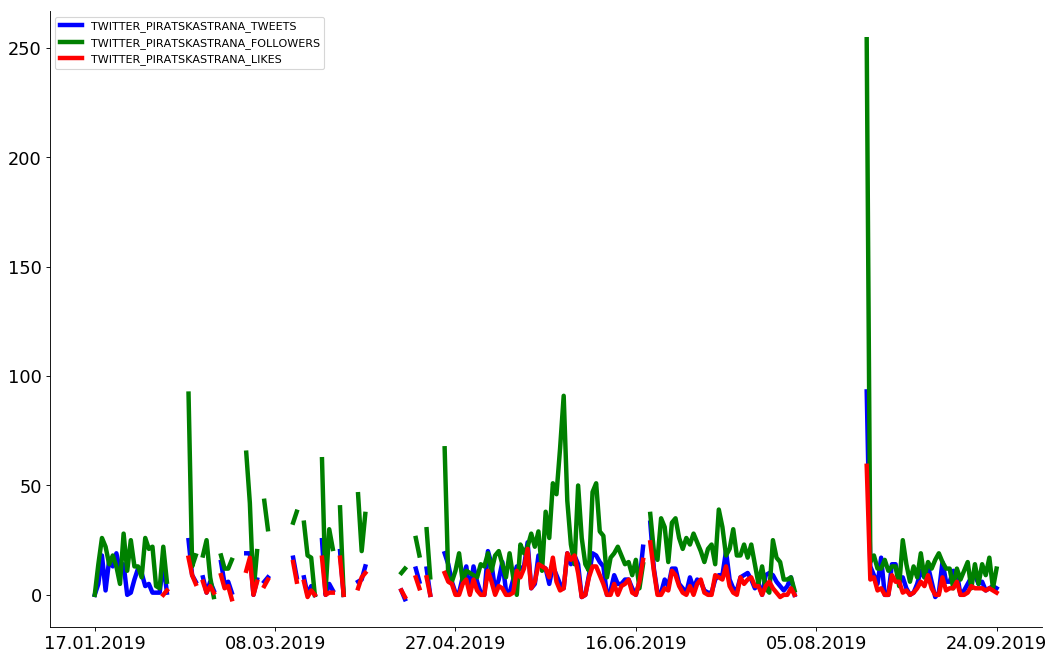 TWITTER_PIRATSKASTRANA_TWEETS
TWITTER_PIRATSKASTRANA_FOLLOWERS
TWITTER_PIRATSKASTRANA_LIKES
250
200
150
100
50
0
17.01.2019 08.03.2019 27.04.2019 16.06.2019 05.08.2019 24.09.2019